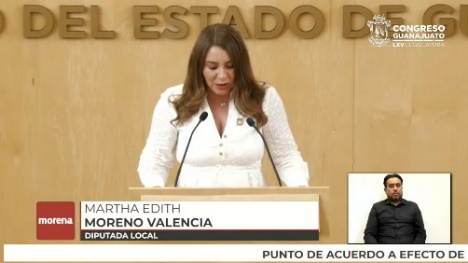 DEL ESTADO DE G
CONGRESO
GUANAJUATO
LXV LEGISLATURA
morena
MARTHA EDITH
MORENO VALENCIA
DIPUTADA LOCAL
PUNTO DE ACUERDO A EFECTO DE